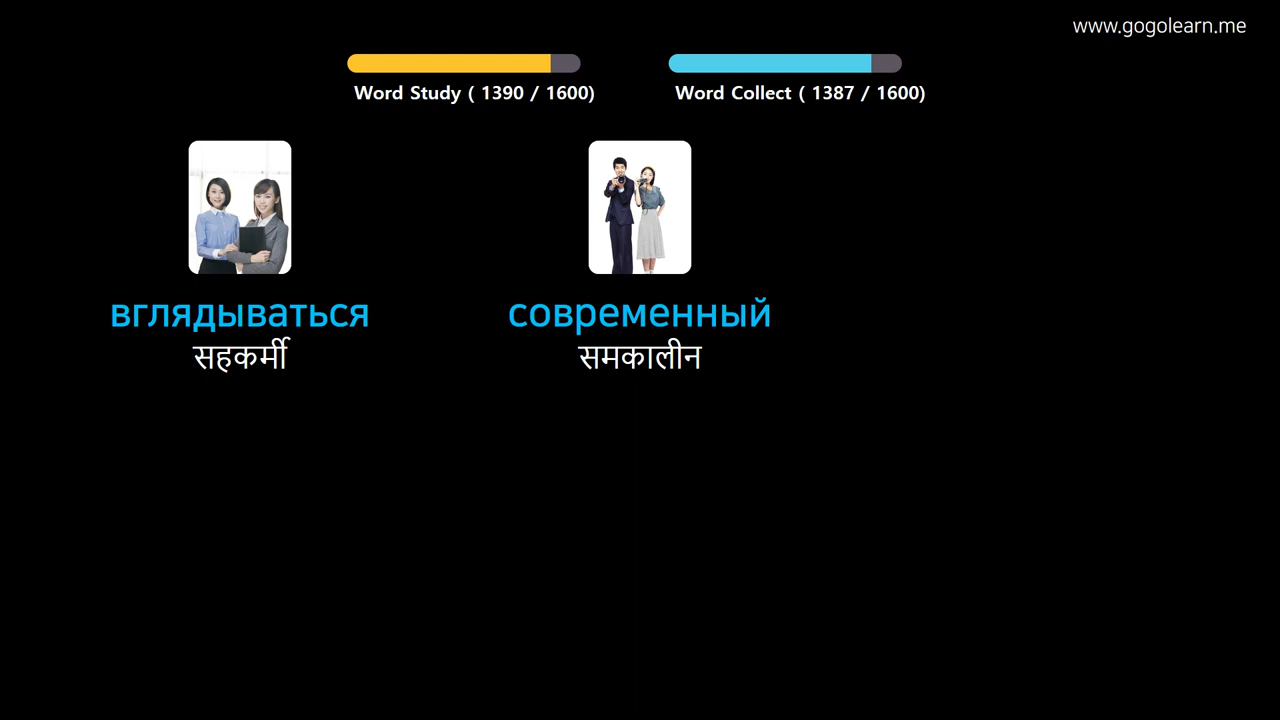 www.gogolearn.me
Word Study ( 1390 / 1600)
Word Collect ( 1387 / 1600)
вглядываться
современный
सहकर्मी
समकालीन